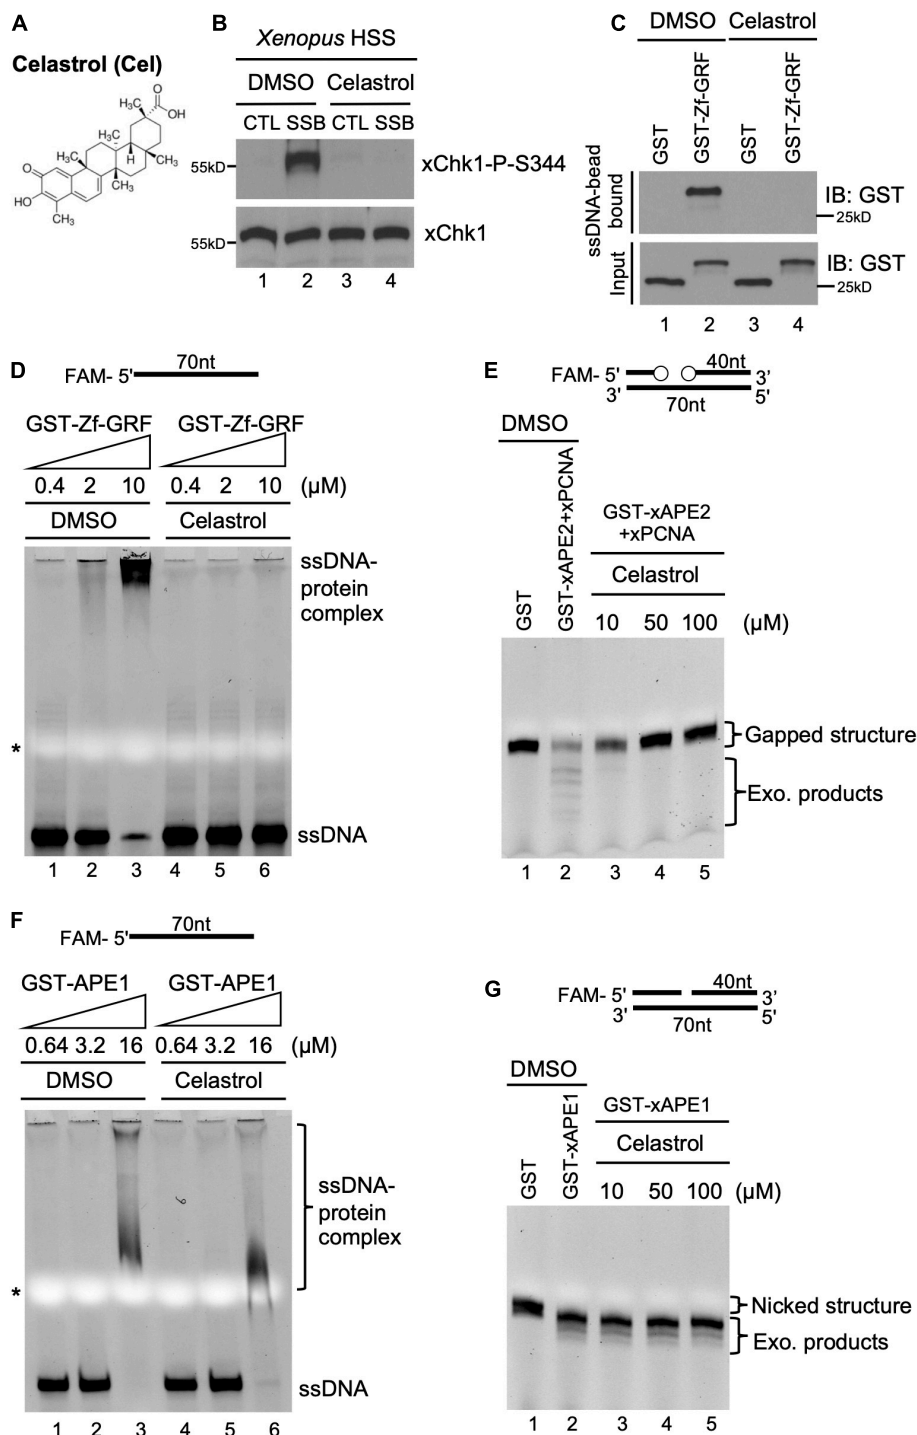 A
Celastrol (Cel)
H₃C
O
OH
CH₃
H₃C
H
CH₃
CH₃
O
HO
CH₃
B
Xenopus HSS
DMSO Celastrol
CTL SSB CTL SSB
55kD
xChk1-P-S344
55kD
xChk1
1 2 3 4
C
DMSO Celastrol
GST GST-Zf-GRF GST GST-Zf-GRF
ssDNA-bead
bound
IB: GST
25kD
Input
IB: GST
25kD
1 2 3 4
D
70nt
FAM- 5'
GST-Zf-GRF GST-Zf-GRF
0.4 2 10 0.4 2 10 (µM)
DMSO Celastrol
ssDNA-
protein
complex
*
ssDNA
1 2 3 4 5 6
E
40nt
FAM- 5' 3'
3' 5'
70nt
DMSO
GST GST-xAPE2+xPCNA
GST-xAPE2
+xPCNA
Celastrol
10 50 100 (µM)
Gapped structure
Exo. products
1 2 3 4 5
F
70nt
FAM- 5'
GST-APE1 GST-APE1
0.64 3.2 16 0.64 3.2 16 (µM)
DMSO Celastrol
ssDNA-
protein
complex
*
ssDNA
1 2 3 4 5 6
G
40nt
FAM- 5' 3'
3' 5'
70nt
DMSO
GST GST-xAPE1
GST-xAPE1
Celastrol
10 50 100 (µM)
Nicked structure
Exo. products
1 2 3 4 5